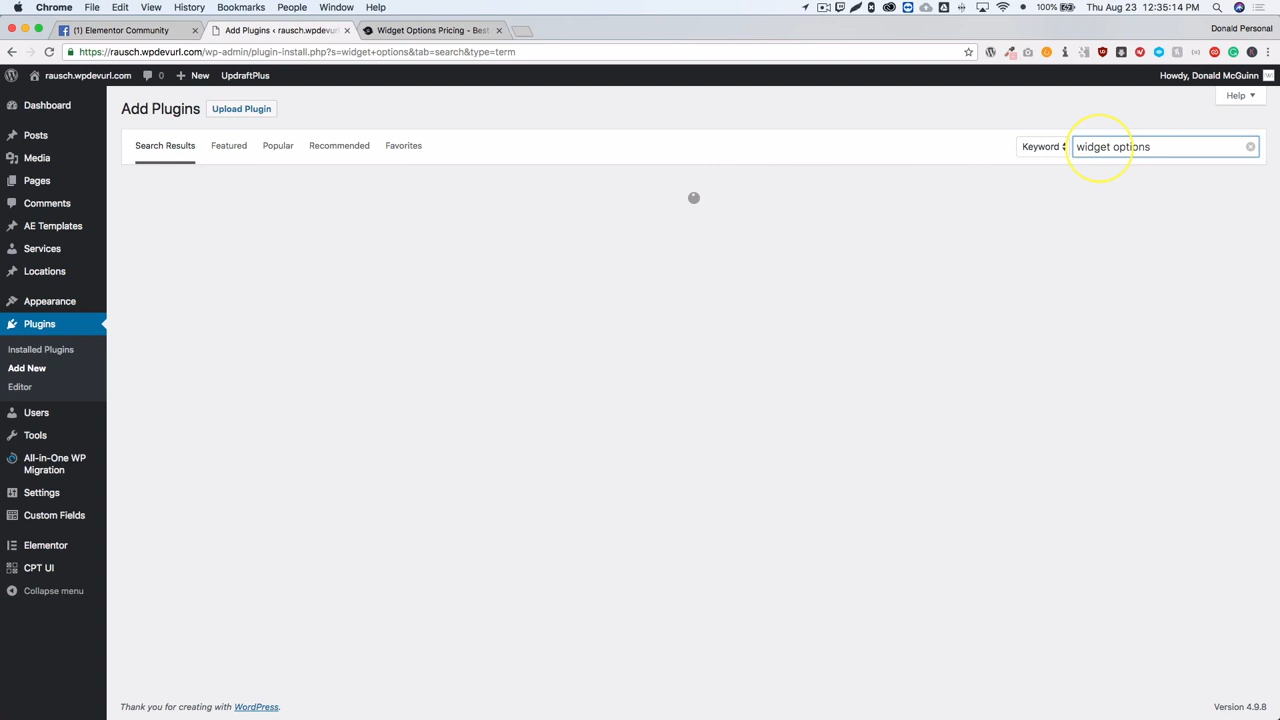 Chrome File Edit View History Bookmarks People Window Help 100% Thu Aug 23 12:35:14 PM
(1) Elementor Community Add Plugins ‹ rausch.wpdevurl. Widget Options Pricing - Best Donald Personal
https://rausch.wpdevurl.com/wp-admin/plugin-install.php?s=widget+options&tab=search&type=term
rausch.wpdevurl.com 0 New UpdraftPlus Howdy, Donald McGuinn
Dashboard
Posts
Media
Pages
Comments
AE Templates
Services
Locations
Appearance
Plugins
Installed Plugins
Add New
Editor
Users
Tools
All-in-One WP
Migration
Settings
Custom Fields
Elementor
CPT UI
Collapse menu
Help
Add Plugins Upload Plugin
Search Results Featured Popular Recommended Favorites Keyword widget options
Thank you for creating with WordPress. Version 4.9.8